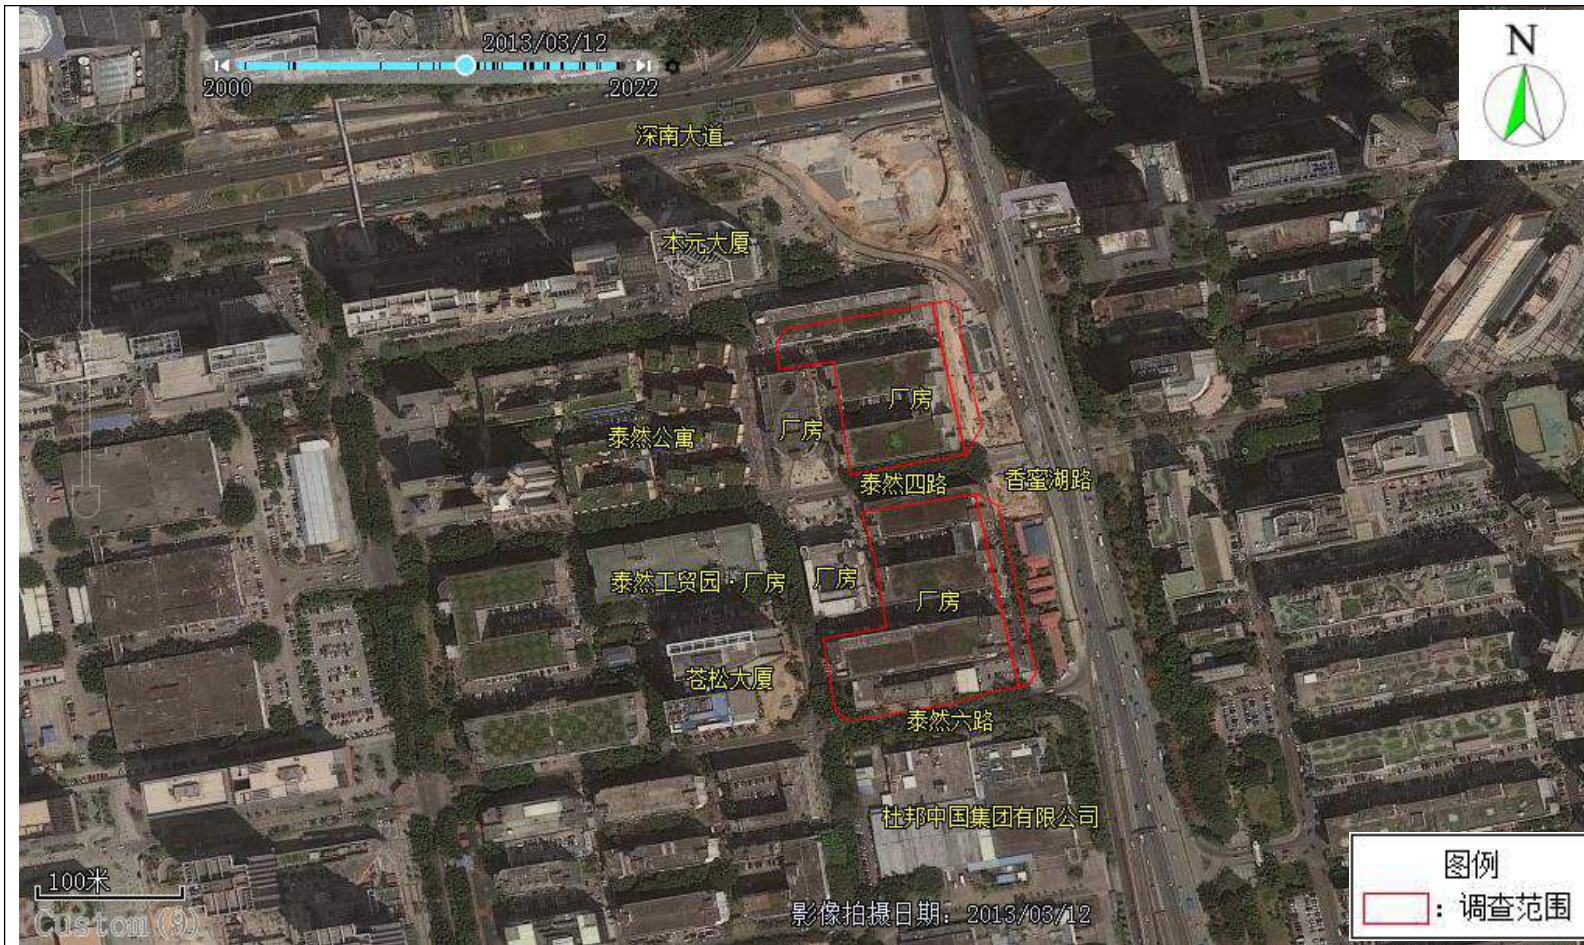 2013/03/12
2000
2022
N
深南大道
本元大厦
厂房
厂房
泰然公寓
泰然四路
香蜜湖路
泰然工贸园·厂房
厂房
厂房
苍松大厦
泰然六路
杜邦中国集团有限公司
100米
Custom(9)
影像拍摄日期: 2013/03/12
图例
:调查范围